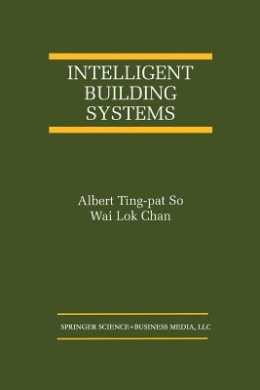 INTELLIGENT
BUILDING
SYSTEMS
Albert Ting-pat So
Wai Lok Chan
SPRINGER SCIENCE+BUSINESS MEDIA, LLC